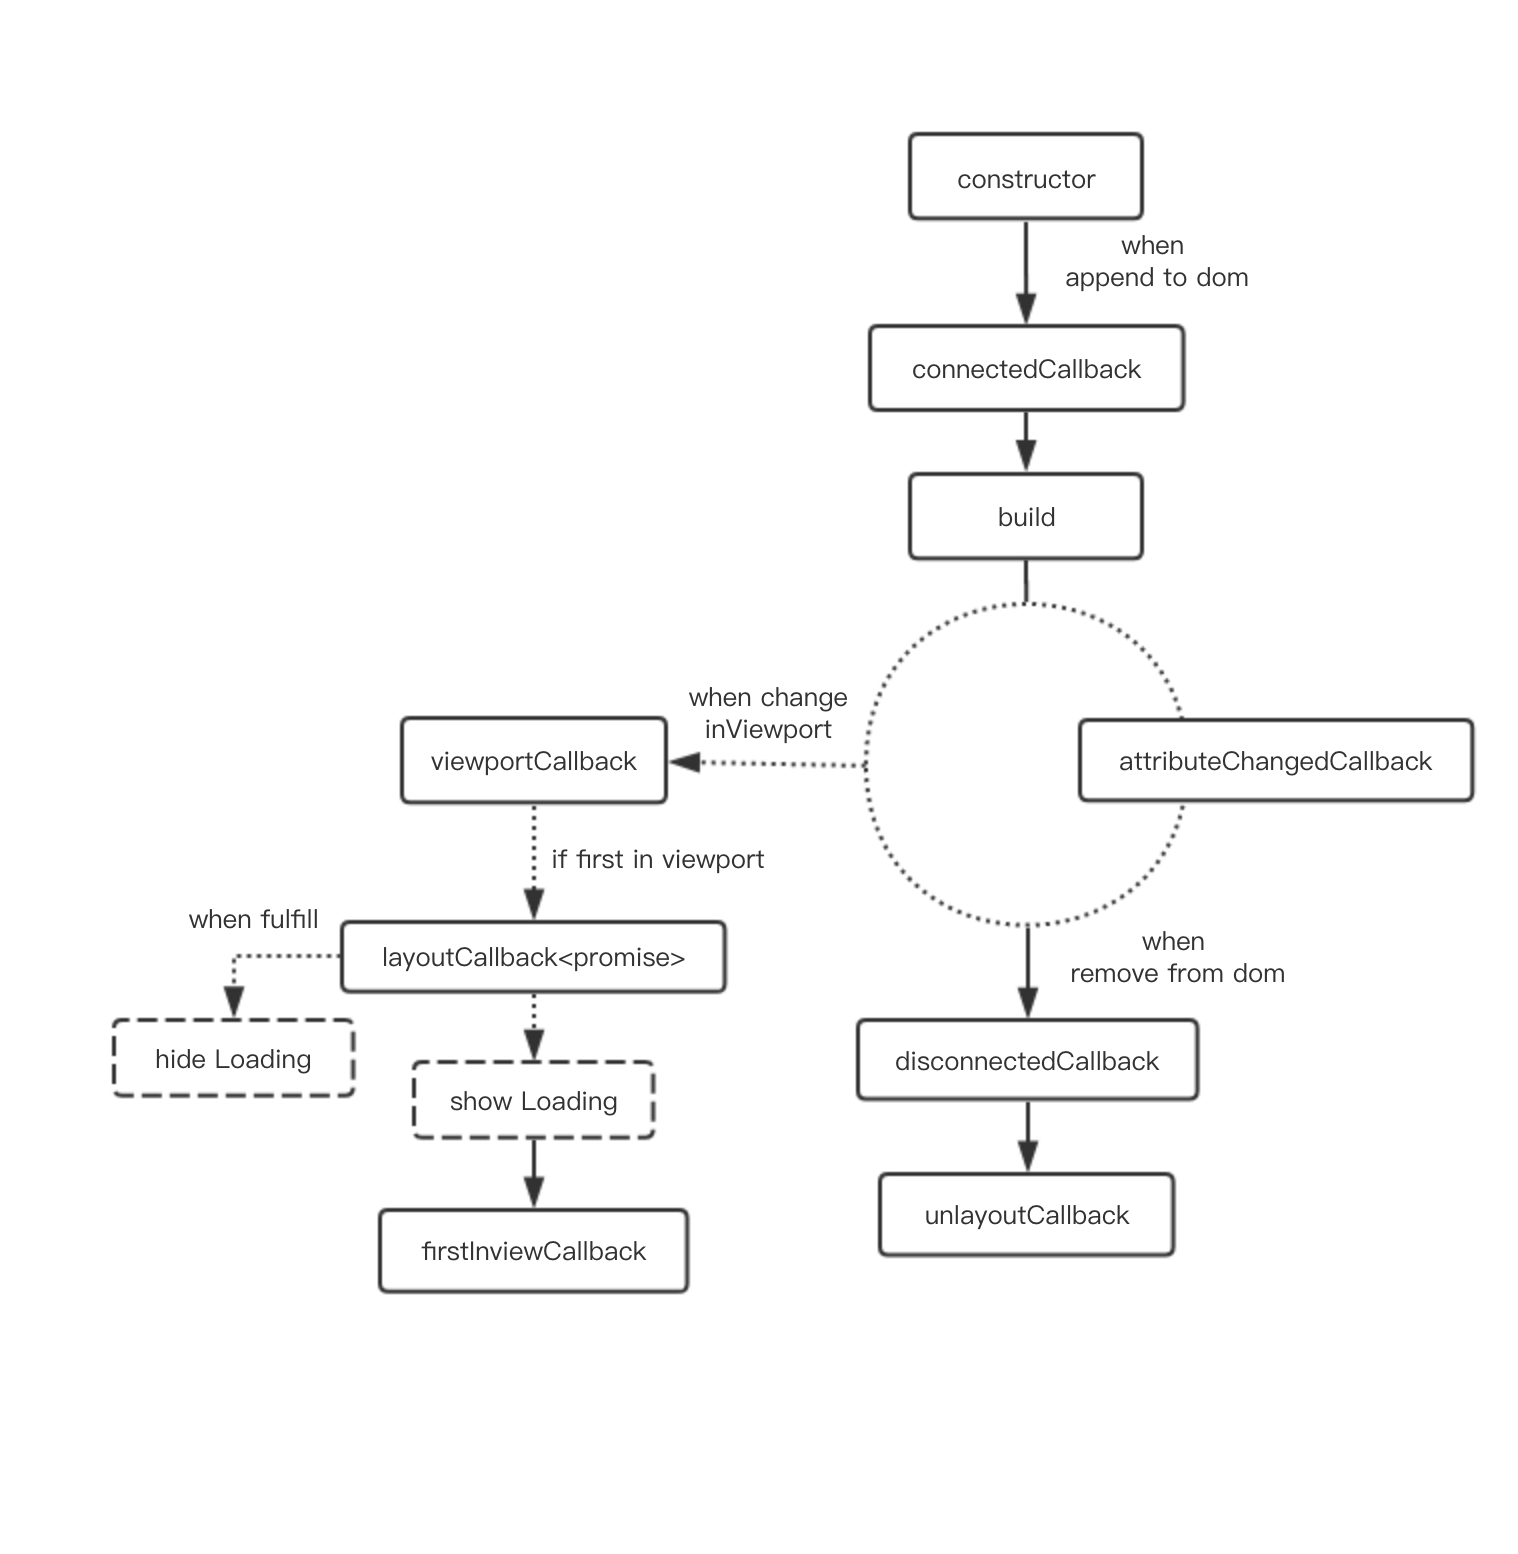 constructor
when
append to dom
connectedCallback
build
when change
inViewport
viewportCallback
attributeChangedCallback
if first in viewport
when fulfill
layoutCallback<promise>
when
remove from dom
hide Loading
show Loading
disconnectedCallback
unlayoutCallback
firstInviewCallback